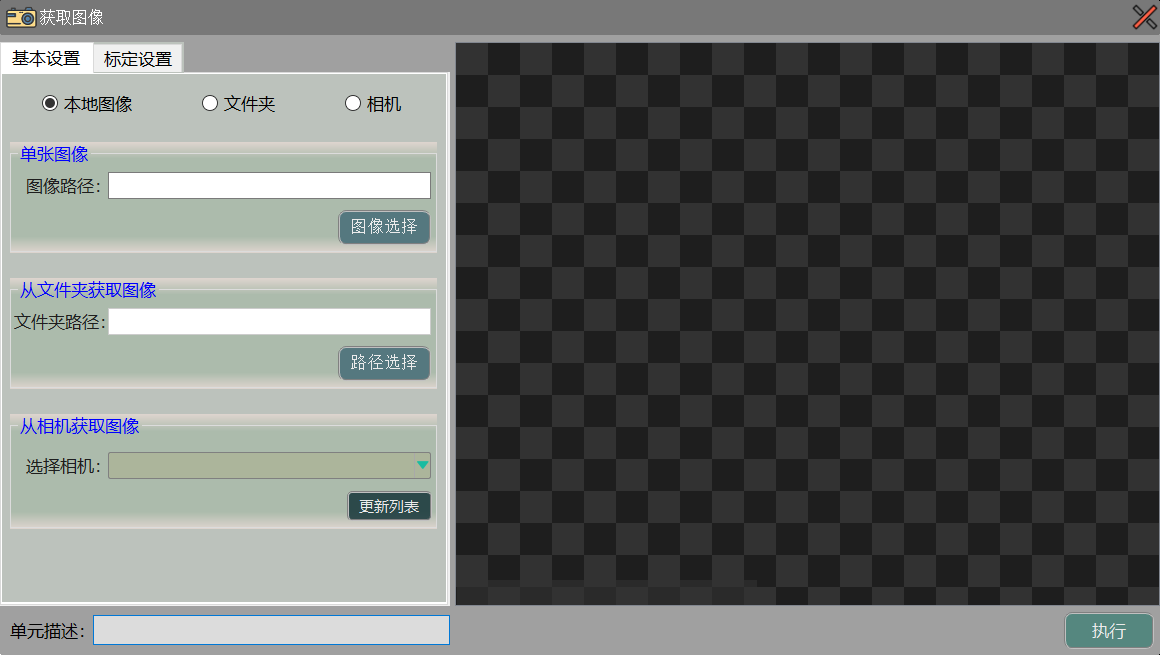 获取图像
基本设置 标定设置
本地图像 文件夹 相机
单张图像
图像路径:
图像选择
从文件夹获取图像
文件夹路径:
路径选择
从相机获取图像
选择相机:
更新列表
单元描述: 执行